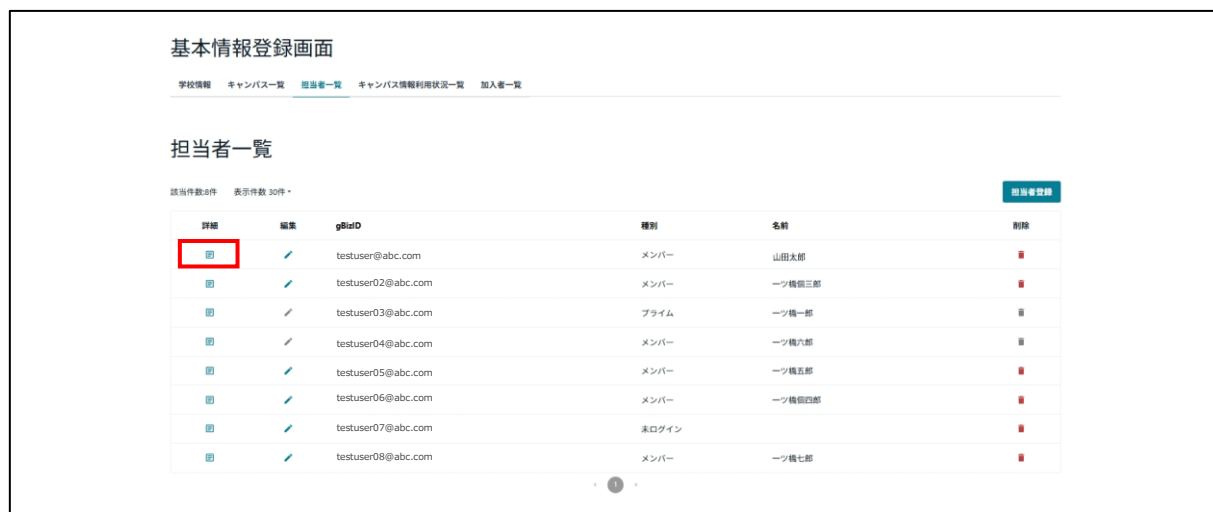 基本情報登録画面
学校情報 キャンパス一覧 担当者一覧 キャンパス情報利用状況一覧 加入者一覧
担当者一覧
該当件数:8件 表示件数 30件
担当者登録
詳細 編集 gBizID 種別 名前 削除
testuser@abc.com メンバー 山田太郎
testuser02@abc.com メンバー 一ツ橋個三郎
testuser03@abc.com プライム 一ツ橋一郎
testuser04@abc.com メンバー 一ツ橋六郎
testuser05@abc.com メンバー 一ツ橋五郎
testuser06@abc.com メンバー 一ツ橋個四郎
testuser07@abc.com 未ログイン
testuser08@abc.com メンバー 一ツ橋七郎
‹ 1 ›